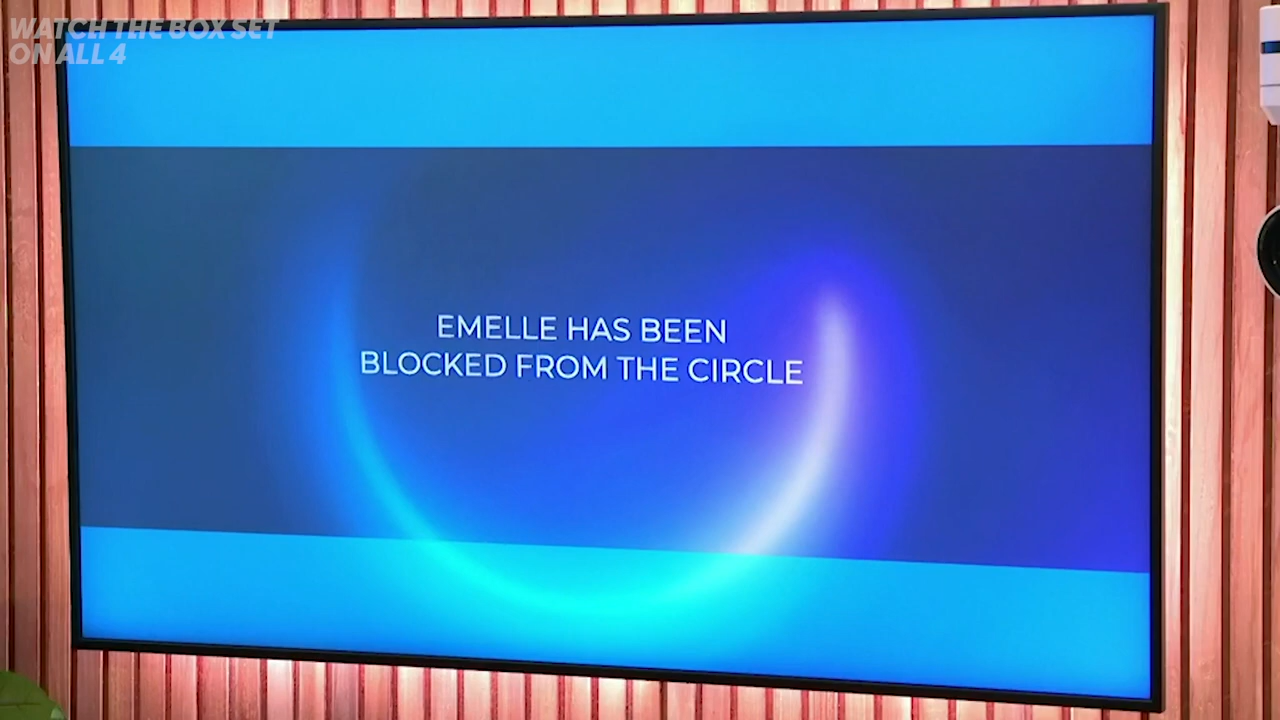 WATCH THE BOX SET
ON ALL 4
EMELLE HAS BEEN
BLOCKED FROM THE CIRCLE